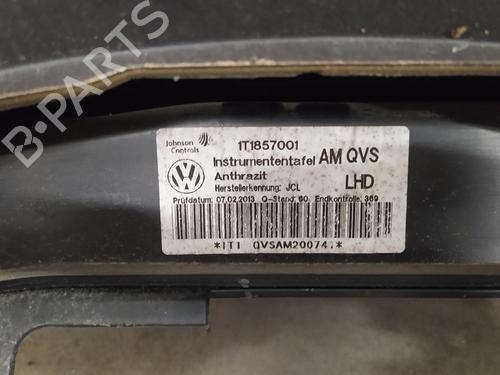 Johnson Controls
1T1857001
Instrumententafel AM QVS
Anthrazit
LHD
Herstellerkennung: JCL
Prüfdatum: 07.02.2013 Q-Stand: 60 Endkontrolle: 369
*1T1 QVSAM20074.*
B-PARTS